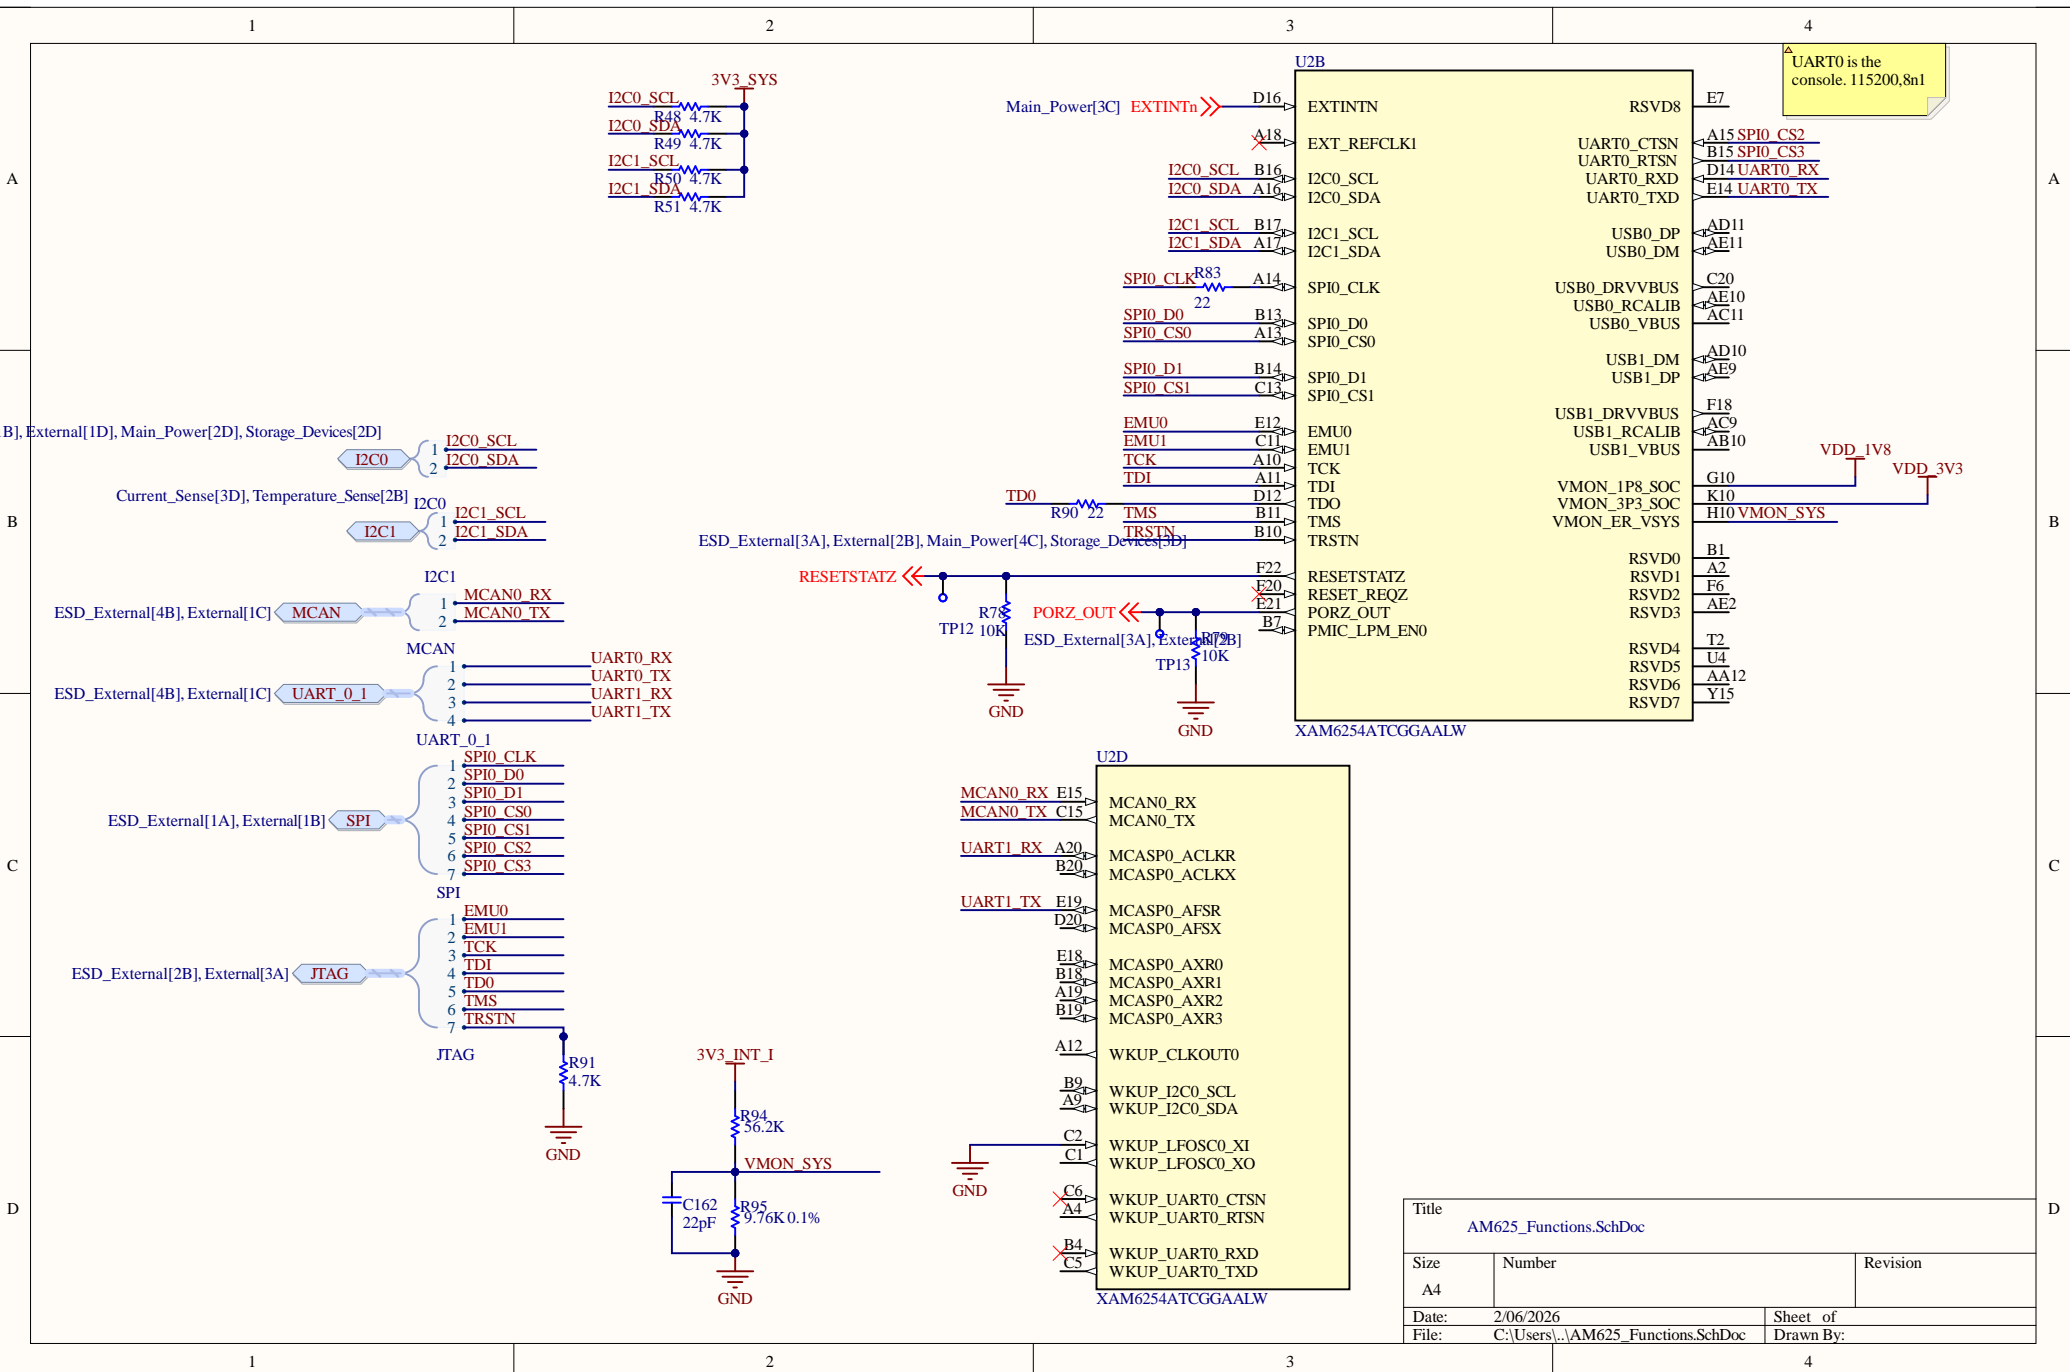 1
2
3
4
A
B
C
D
A
B
C
D
3V3_SYS
I2C0_SCL
R48 4.7K
I2C0_SDA
R49 4.7K
I2C1_SCL
R50 4.7K
I2C1_SDA
R51 4.7K
B], External[1D], Main_Power[2D], Storage_Devices[2D]
I2C0
1 I2C0_SCL
2 I2C0_SDA
I2C0
Current_Sense[3D], Temperature_Sense[2B]
I2C1
1 I2C1_SCL
2 I2C1_SDA
I2C1
ESD_External[4B], External[1C]
MCAN
1 MCAN0_RX
2 MCAN0_TX
MCAN
ESD_External[4B], External[1C]
UART_0_1
1 UART0_RX
2 UART0_TX
3 UART1_RX
4 UART1_TX
UART_0_1
ESD_External[1A], External[1B]
SPI
1 SPI0_CLK
2 SPI0_D0
3 SPI0_D1
4 SPI0_CS0
5 SPI0_CS1
6 SPI0_CS2
7 SPI0_CS3
SPI
ESD_External[2B], External[3A]
JTAG
1 EMU0
2 EMU1
3 TCK
4 TDI
5 TD0
6 TMS
7 TRSTN
JTAG
R91
4.7K
GND
3V3_INT_I
R94
56.2K
VMON_SYS
C162
22pF
R95
9.76K 0.1%
GND
U2B
Main_Power[3C] EXTINTn D16 EXTINTN
A18 EXT_REFCLK1
I2C0_SCL B16 I2C0_SCL
I2C0_SDA A16 I2C0_SDA
I2C1_SCL B17 I2C1_SCL
I2C1_SDA A17 I2C1_SDA
SPI0_CLK R83 22 A14 SPI0_CLK
SPI0_D0 B13 SPI0_D0
SPI0_CS0 A13 SPI0_CS0
SPI0_D1 B14 SPI0_D1
SPI0_CS1 C13 SPI0_CS1
EMU0 E12 EMU0
EMU1 C11 EMU1
TCK A10 TCK
TDI A11 TDI
TD0 R90 22 D12 TDO
TMS B11 TMS
TRSTN B10 TRSTN
ESD_External[3A], External[2B], Main_Power[4C], Storage_Devices[3D]
RESETSTATZ F22 RESETSTATZ
F20 RESET_REQZ
PORZ_OUT E21 PORZ_OUT
B7 PMIC_LPM_EN0
ESD_External[3A], External[2B]
TP12
R78
10K
GND
TP13
R79
10K
GND
RSVD8 E7
UART0_CTSN A15 SPI0_CS2
UART0_RTSN B15 SPI0_CS3
UART0_RXD D14 UART0_RX
UART0_TXD E14 UART0_TX
USB0_DP AD11
USB0_DM AE11
USB0_DRVVBUS C20
USB0_RCALIB AE10
USB0_VBUS AC11
USB1_DM AD10
USB1_DP AE9
USB1_DRVVBUS F18
USB1_RCALIB AC9
USB1_VBUS AB10
VMON_1P8_SOC G10 VDD_1V8
VMON_3P3_SOC K10 VDD_3V3
VMON_ER_VSYS H10 VMON_SYS
RSVD0 B1
RSVD1 A2
RSVD2 F6
RSVD3 AE2
RSVD4 T2
RSVD5 U4
RSVD6 AA12
RSVD7 Y15
XAM6254ATCGGAALW
UART0 is the
console. 115200,8n1
U2D
MCAN0_RX E15 MCAN0_RX
MCAN0_TX C15 MCAN0_TX
UART1_RX A20 MCASP0_ACLKR
B20 MCASP0_ACLKX
UART1_TX E19 MCASP0_AFSR
D20 MCASP0_AFSX
E18 MCASP0_AXR0
B18 MCASP0_AXR1
A19 MCASP0_AXR2
B19 MCASP0_AXR3
A12 WKUP_CLKOUT0
B9 WKUP_I2C0_SCL
A9 WKUP_I2C0_SDA
C2 WKUP_LFOSC0_XI
C1 WKUP_LFOSC0_XO
GND
C6 WKUP_UART0_CTSN
A4 WKUP_UART0_RTSN
B4 WKUP_UART0_RXD
C5 WKUP_UART0_TXD
XAM6254ATCGGAALW
Title
AM625_Functions.SchDoc
Size
A4
Number
Revision
Date: 2/06/2026 Sheet of
File: C:\Users\..\AM625_Functions.SchDoc Drawn By:
1
2
3
4